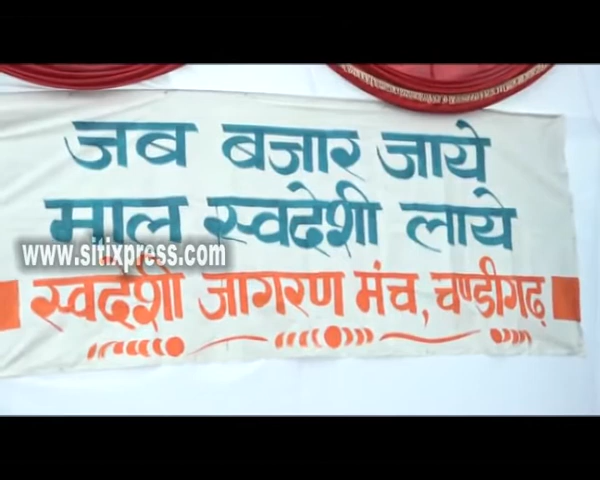 जब बजार जाये
माल स्वदेशी लाये
www.sitixpress.com
स्वदेशी जागरण मंच, चण्डीगढ़